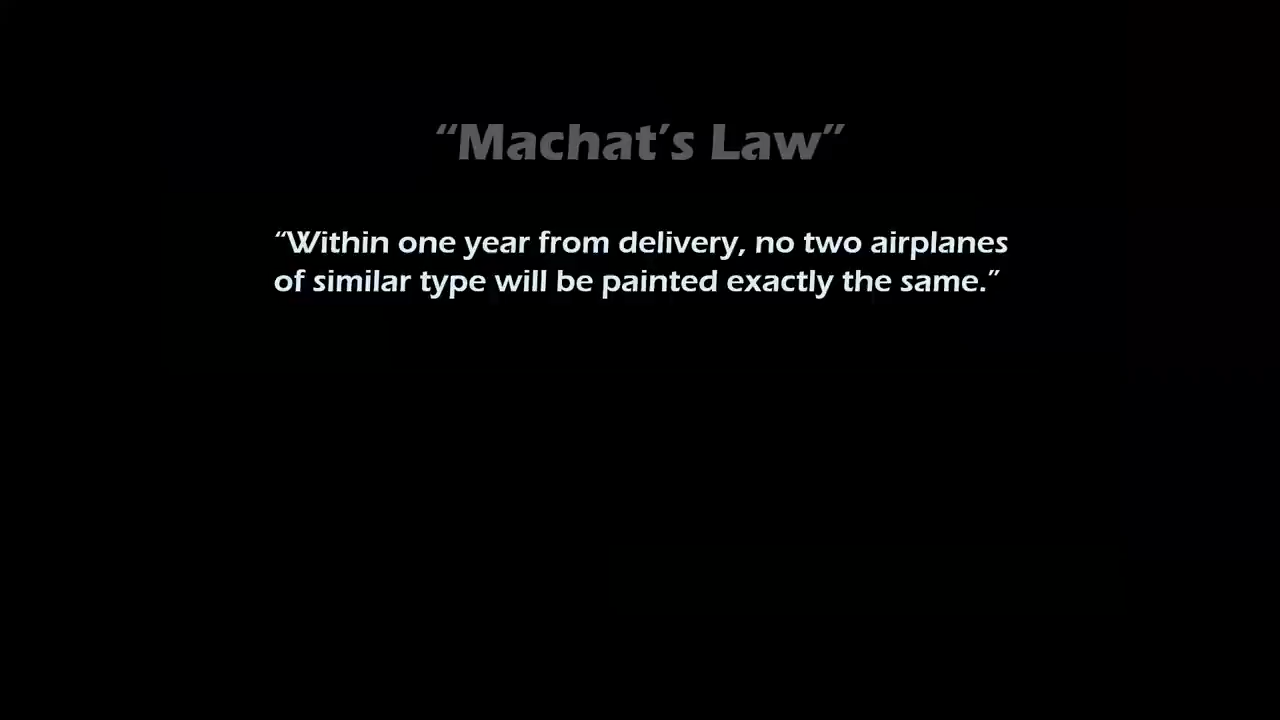 “Machat’s Law”
“Within one year from delivery, no two airplanes
of similar type will be painted exactly the same.”